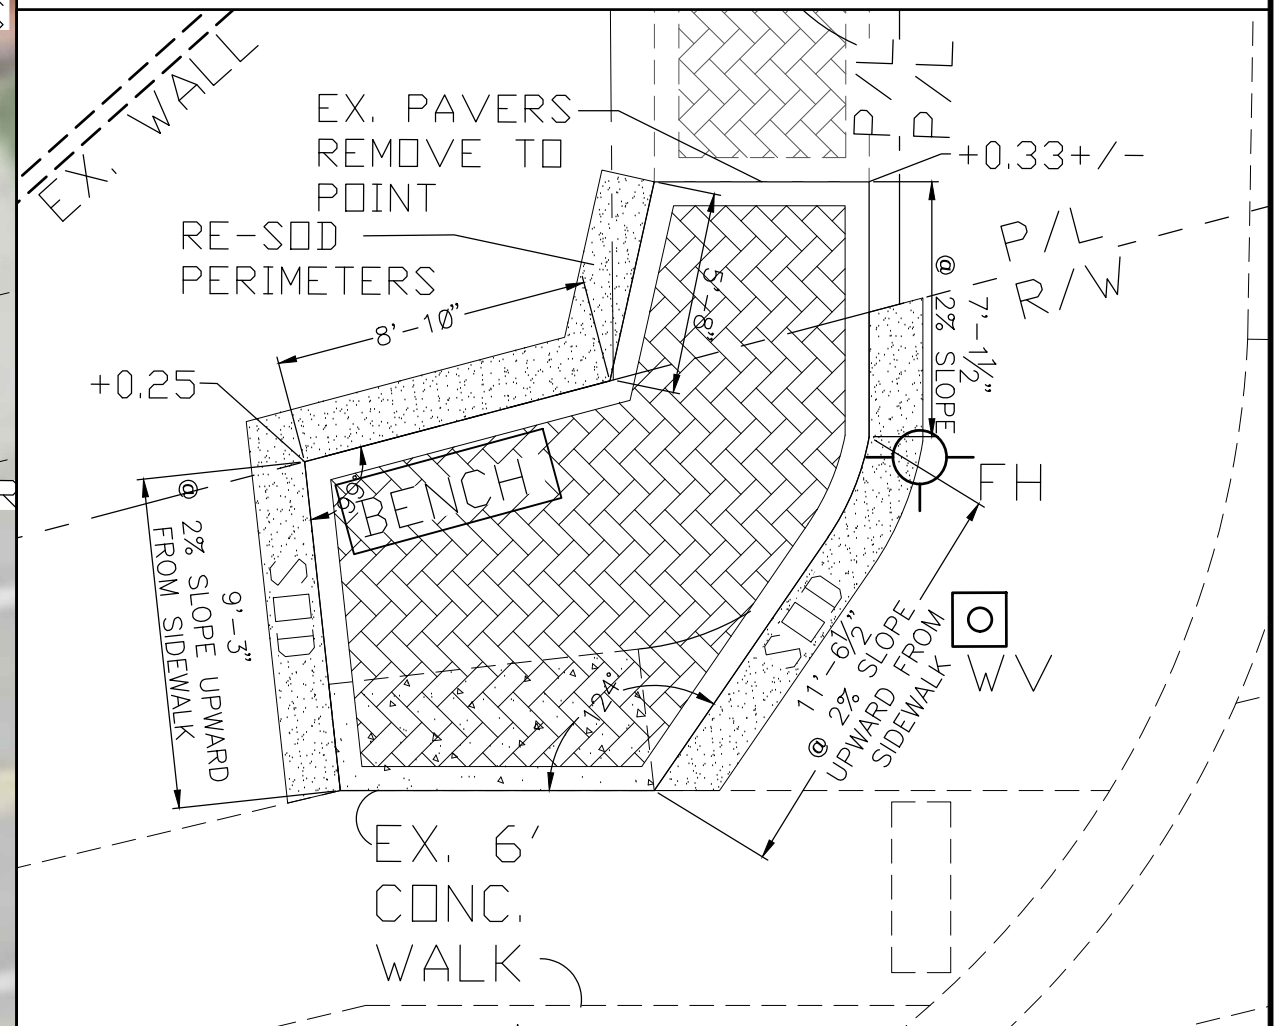 EX. WALL
EX. PAVERS
REMOVE TO
POINT
P/L
P/L
+0.33+/-
RE-SOD
PERIMETERS
P/L
R/W
8'-10"
5'-8"
7'-1½"
@ 2% SLOPE
+0.25
99°
BENCH
FH
SOD
9'-3"
@ 2% SLOPE UPWARD
FROM SIDEWALK
SOD
124°
WV
11'-6½"
@ 2% SLOPE
UPWARD FROM
SIDEWALK
EX. 6'
CONC.
WALK